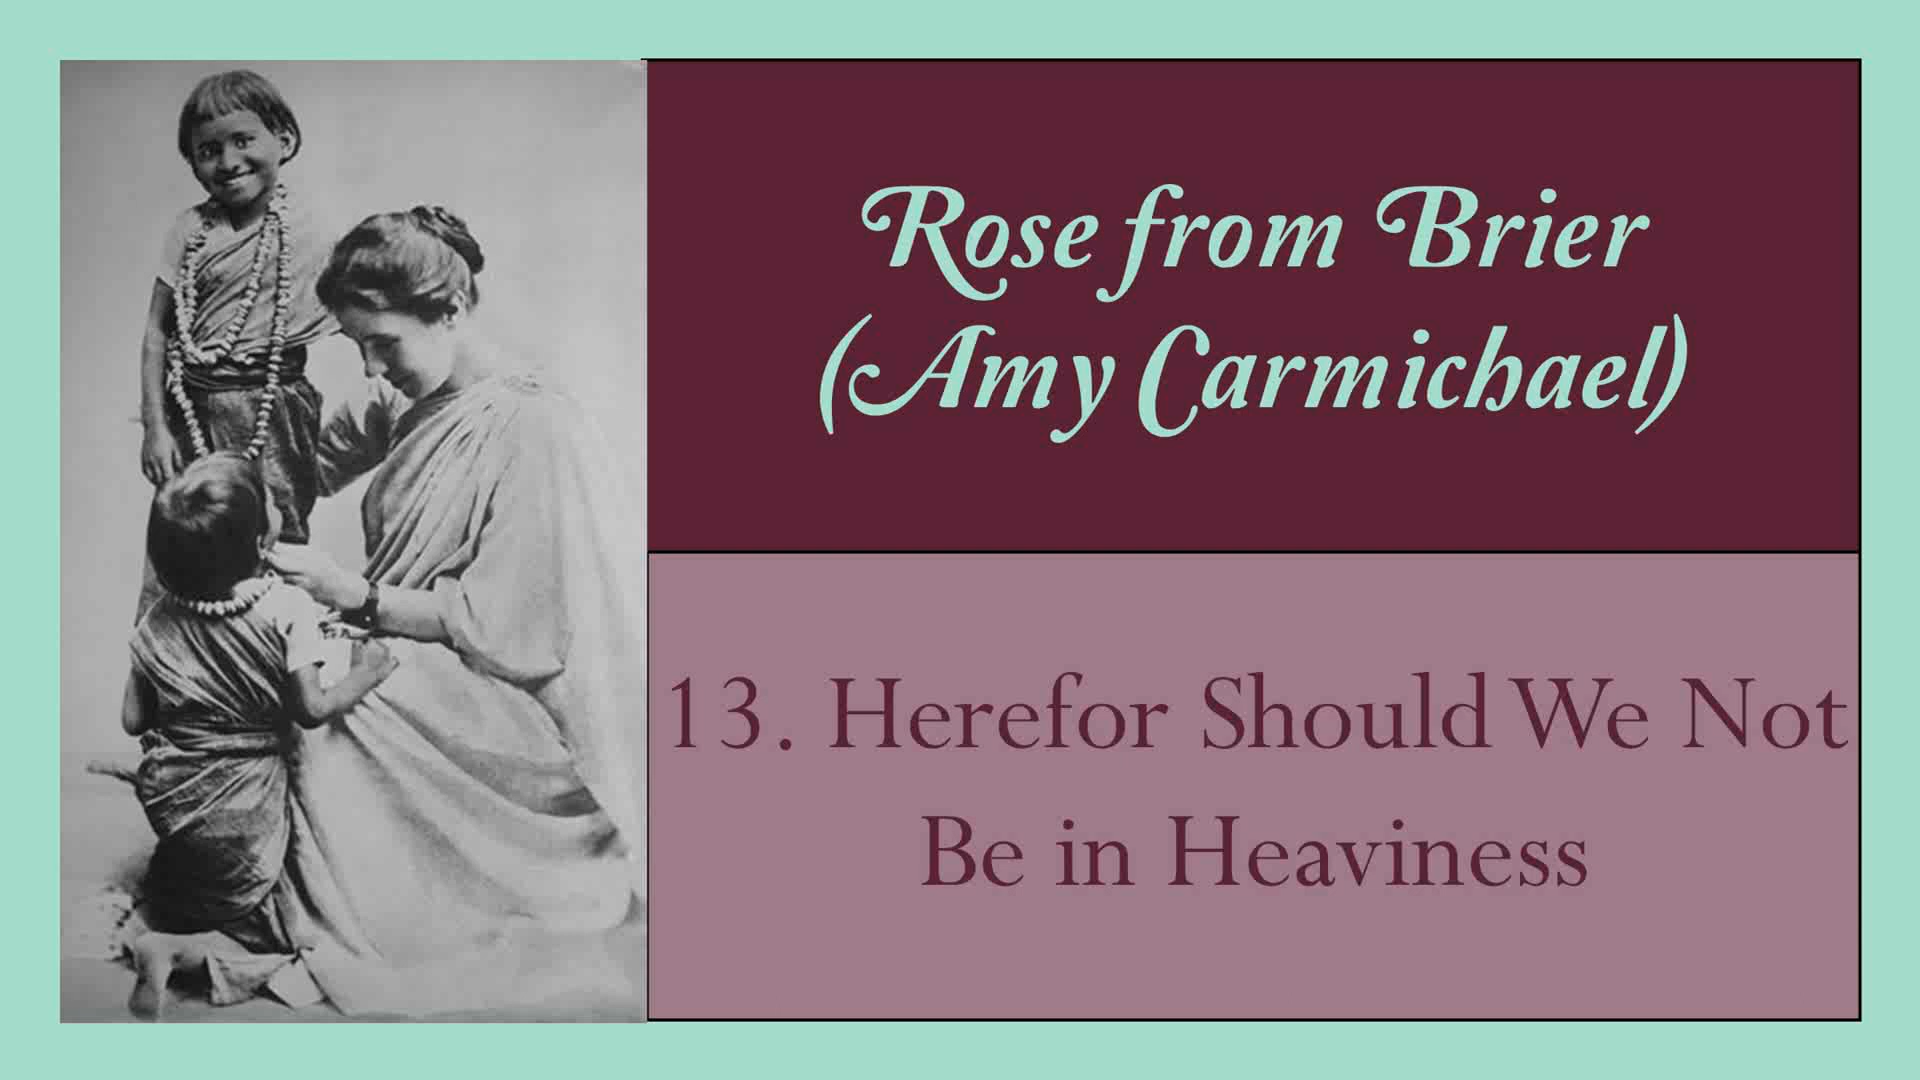 Rose from Brier
(Amy Carmichael)
13. Herefor Should We Not
Be in Heaviness